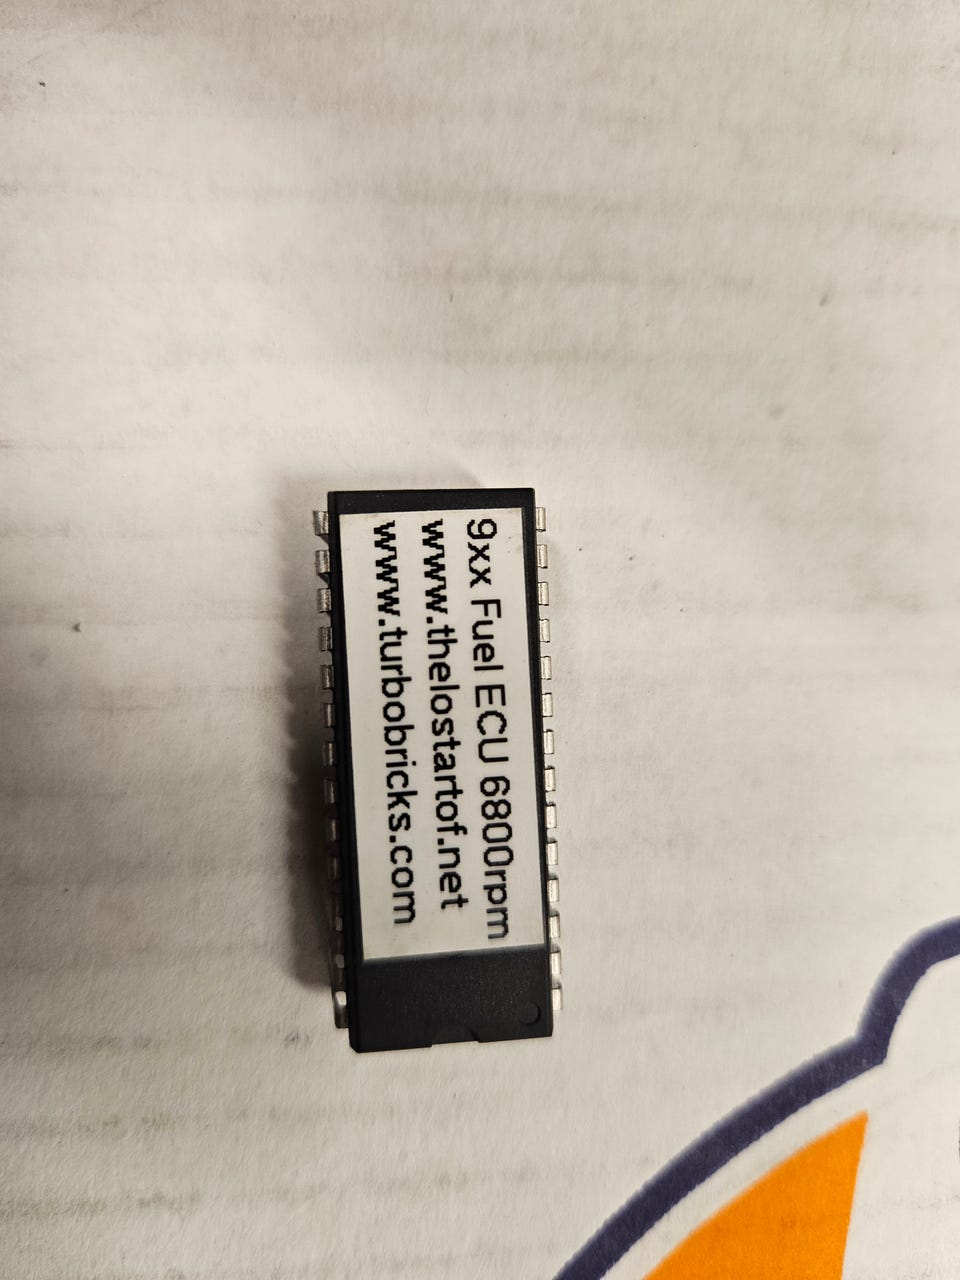 9xx Fuel ECU 6800rpm
www.thelostartof.net
www.turbobricks.com